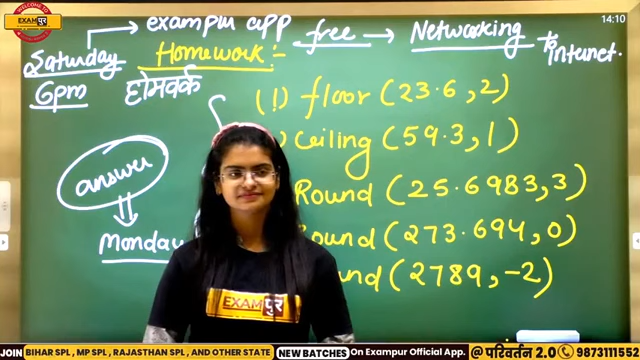 WELCOME TO
EXAMपुर
14:10
exampur app free → Networking to Internet.
Saturday
6pm
Homework :-
होमवर्क
(1) floor (23.6, 2)
) Ceiling (59.3, 1)
Round (25.6983, 3)
Round (273.694, 0)
(2789, -2)
answer
Monday
EXAMपुर
JOIN BIHAR SPL , MP SPL , RAJASTHAN SPL , AND OTHER STATE NEW BATCHES On Exampur Official App. @ परिवर्तन 2.0 9873111552